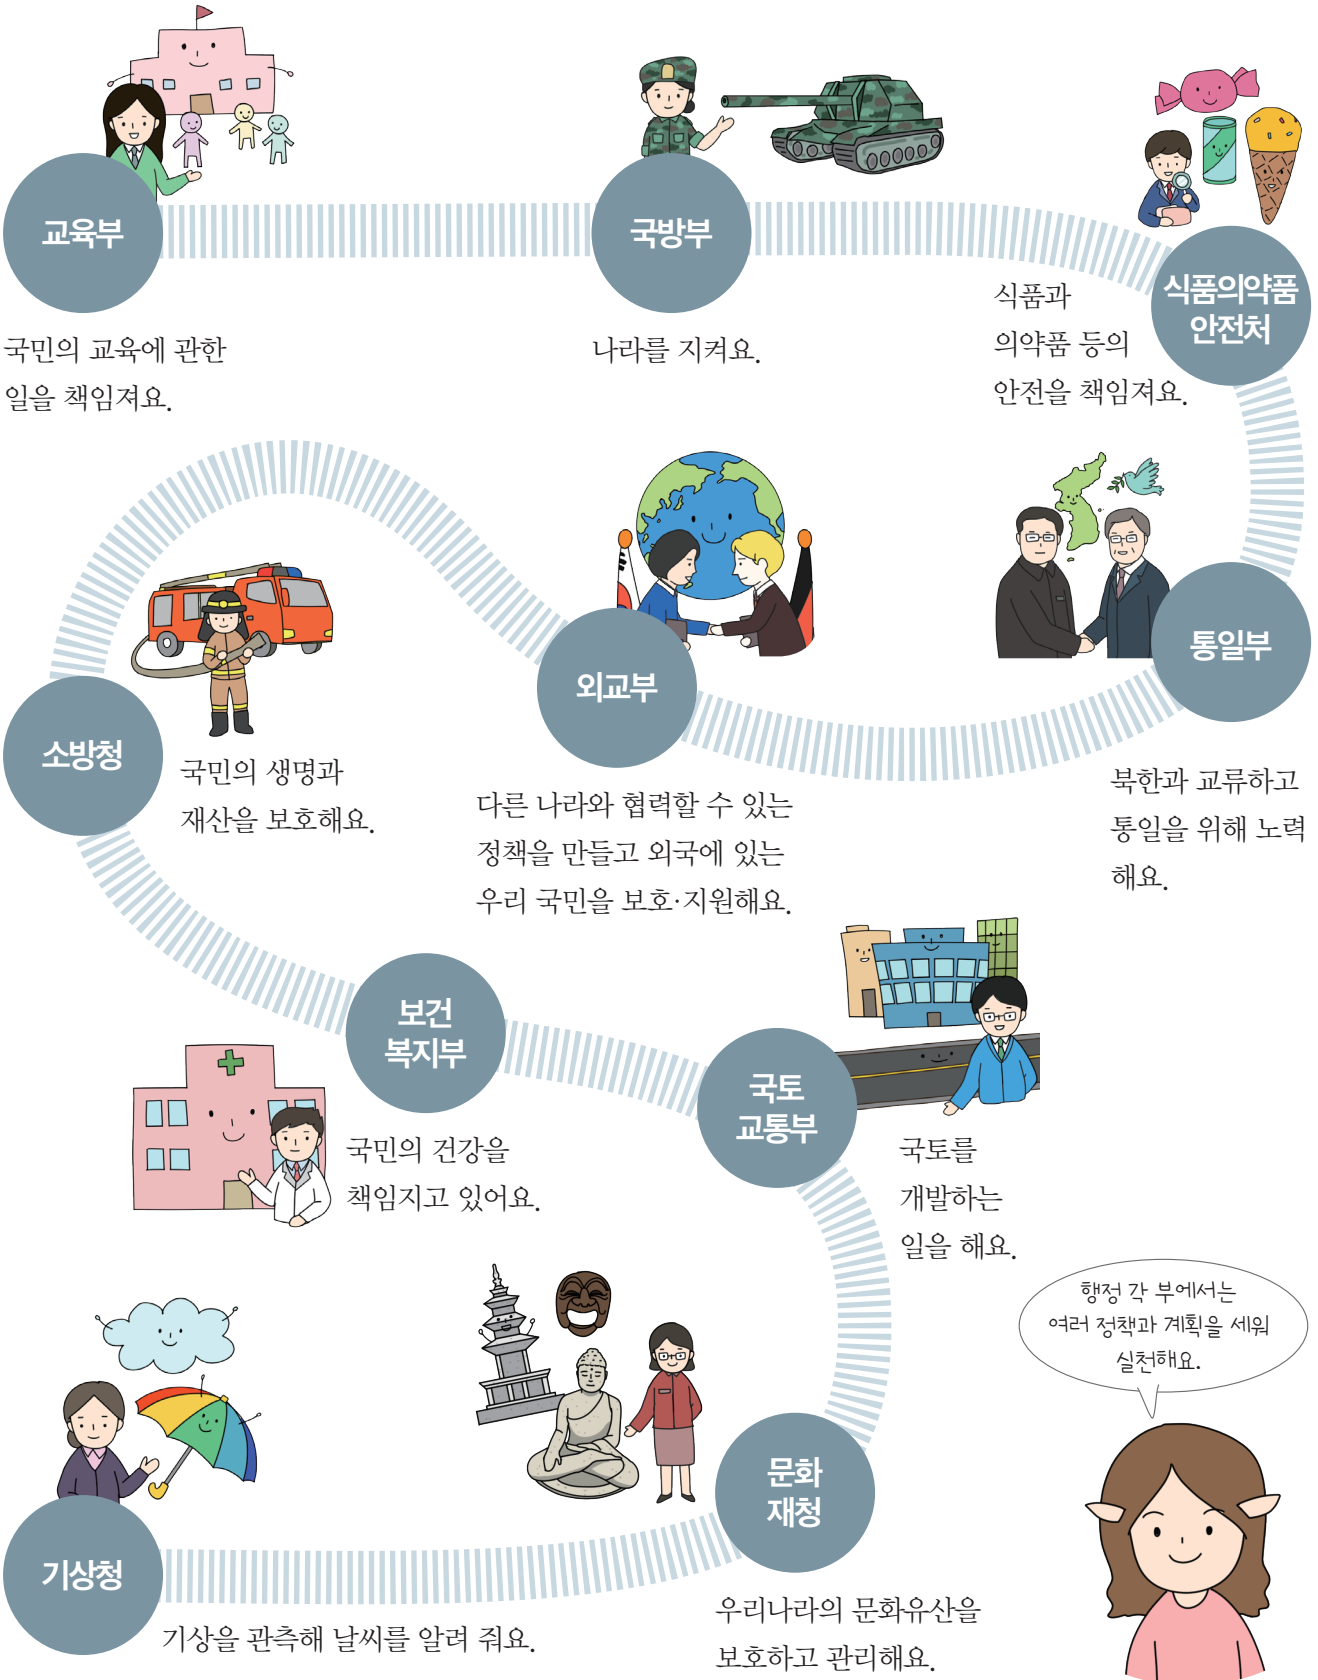 교육부
국민의 교육에 관한
일을 책임져요.
국방부
나라를 지켜요.
식품의약품
안전처
식품과
의약품 등의
안전을 책임져요.
통일부
북한과 교류하고
통일을 위해 노력
해요.
외교부
다른 나라와 협력할 수 있는
정책을 만들고 외국에 있는
우리 국민을 보호·지원해요.
소방청
국민의 생명과
재산을 보호해요.
보건
복지부
국민의 건강을
책임지고 있어요.
국토
교통부
국토를
개발하는
일을 해요.
문화
재청
우리나라의 문화유산을
보호하고 관리해요.
기상청
기상을 관측해 날씨를 알려 줘요.
행정 각 부에서는
여러 정책과 계획을 세워
실천해요.